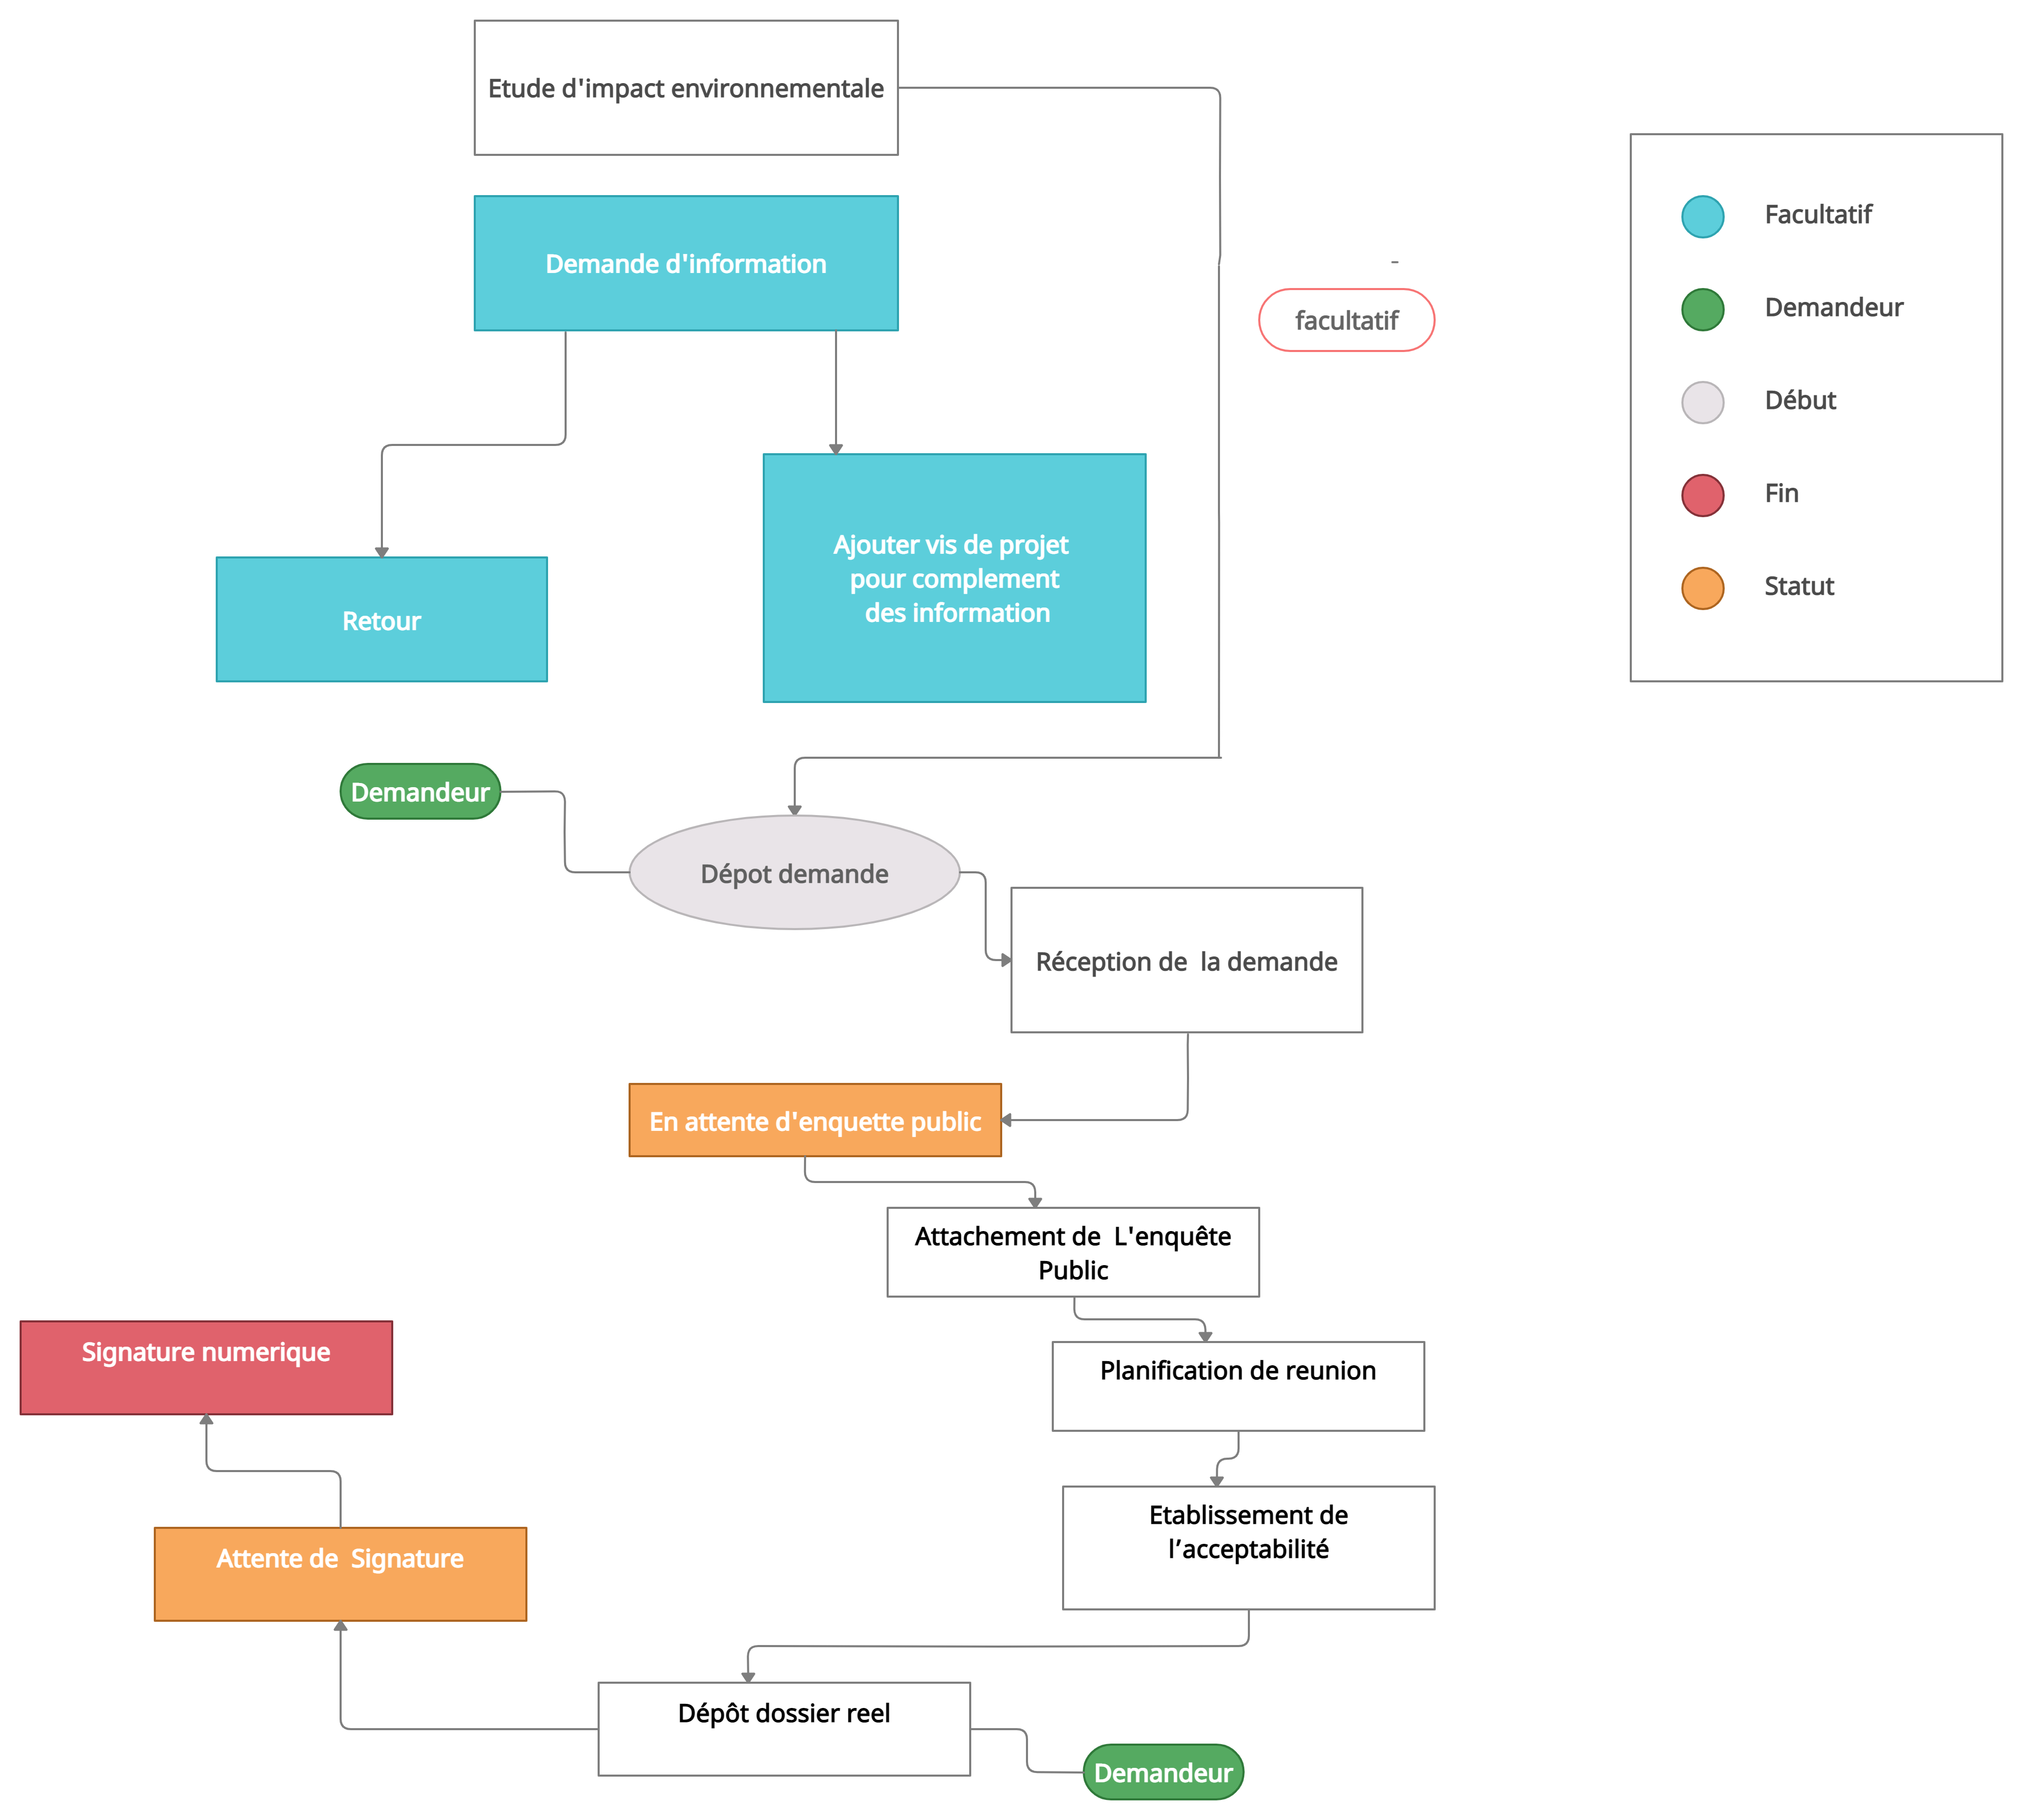 Etude d'impact environnementale
Demande d'information
-
facultatif
Facultatif
Demandeur
Début
Fin
Statut
Ajouter vis de projet
pour complement
des information
Retour
Demandeur
Dépot demande
Réception de  la demande
En attente d'enquette public
Attachement de  L'enquête
Public
Signature numerique
Planification de reunion
Etablissement de
l’acceptabilité
Attente de  Signature
Dépôt dossier reel
Demandeur